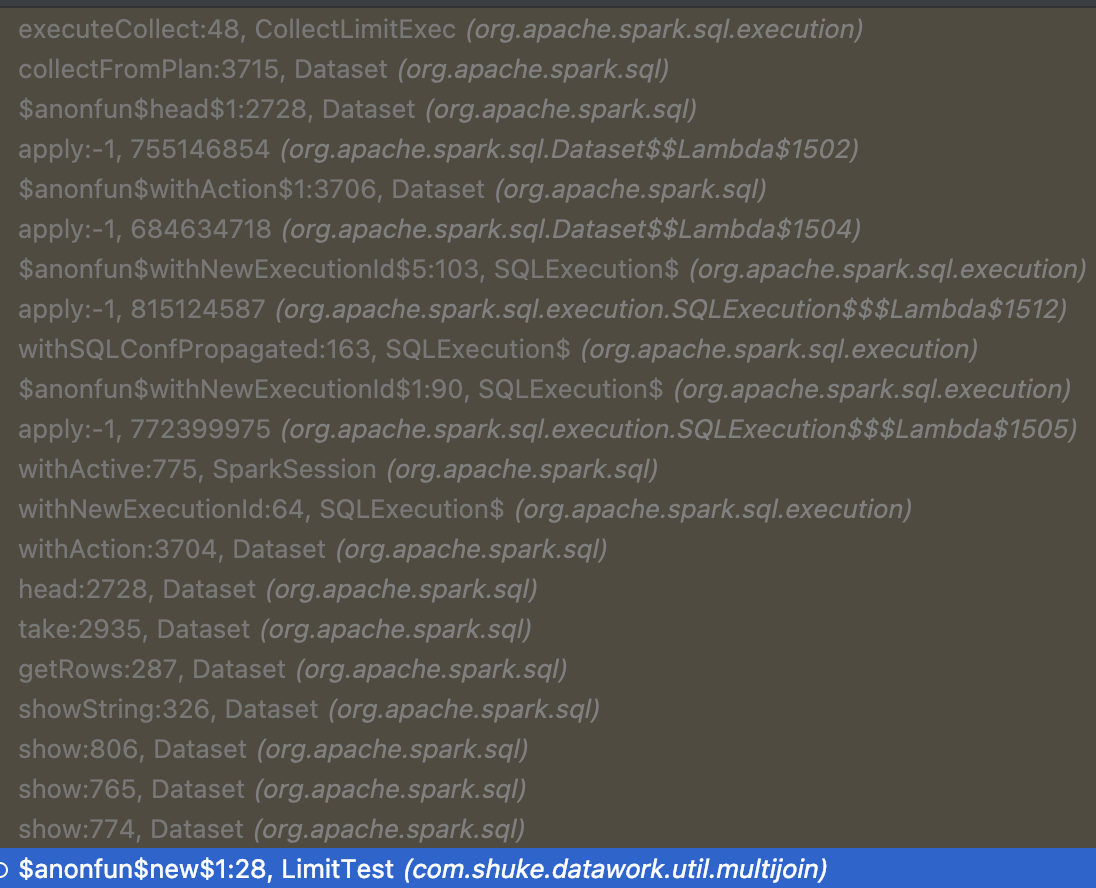 executeCollect:48, CollectLimitExec (org.apache.spark.sql.execution)
collectFromPlan:3715, Dataset (org.apache.spark.sql)
$anonfun$head$1:2728, Dataset (org.apache.spark.sql)
apply:-1, 755146854 (org.apache.spark.sql.Dataset$$Lambda$1502)
$anonfun$withAction$1:3706, Dataset (org.apache.spark.sql)
apply:-1, 684634718 (org.apache.spark.sql.Dataset$$Lambda$1504)
$anonfun$withNewExecutionId$5:103, SQLExecution$ (org.apache.spark.sql.execution)
apply:-1, 815124587 (org.apache.spark.sql.execution.SQLExecution$$$Lambda$1512)
withSQLConfPropagated:163, SQLExecution$ (org.apache.spark.sql.execution)
$anonfun$withNewExecutionId$1:90, SQLExecution$ (org.apache.spark.sql.execution)
apply:-1, 772399975 (org.apache.spark.sql.execution.SQLExecution$$$Lambda$1505)
withActive:775, SparkSession (org.apache.spark.sql)
withNewExecutionId:64, SQLExecution$ (org.apache.spark.sql.execution)
withAction:3704, Dataset (org.apache.spark.sql)
head:2728, Dataset (org.apache.spark.sql)
take:2935, Dataset (org.apache.spark.sql)
getRows:287, Dataset (org.apache.spark.sql)
showString:326, Dataset (org.apache.spark.sql)
show:806, Dataset (org.apache.spark.sql)
show:765, Dataset (org.apache.spark.sql)
show:774, Dataset (org.apache.spark.sql)
$anonfun$new$1:28, LimitTest (com.shuke.datawork.util.multijoin)